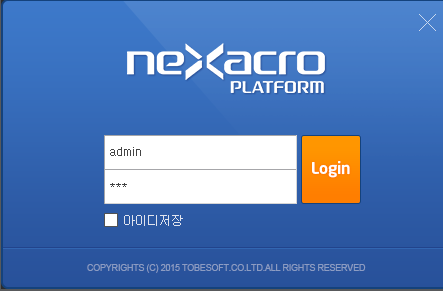 nexacro
PLATFORM
admin
***
Login
아이디저장
COPYRIGHTS (C) 2015 TOBESOFT.CO.LTD.ALL RIGHTS RESERVED